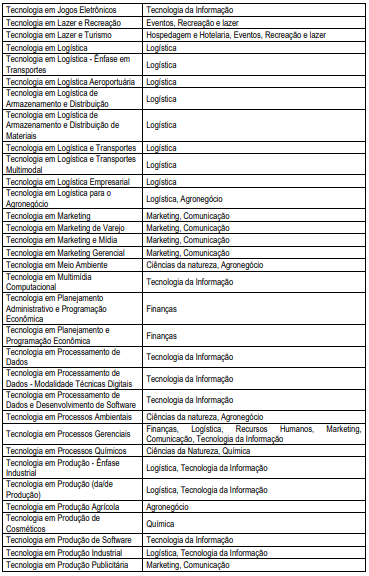 Tecnologia em Jogos Eletrônicos Tecnologia da Informação
Tecnologia em Lazer e Recreação Eventos, Recreação e lazer
Tecnologia em Lazer e Turismo Hospedagem e Hotelaria, Eventos, Recreação e lazer
Tecnologia em Logística Logística
Tecnologia em Logística - Ênfase em
Transportes
Logística
Tecnologia em Logística Aeroportuária Logística
Tecnologia em Logística de
Armazenamento e Distribuição
Logística
Tecnologia em Logística de
Armazenamento e Distribuição de
Materiais
Logística
Tecnologia em Logística e Transportes Logística
Tecnologia em Logística e Transportes
Multimodal
Logística
Tecnologia em Logística Empresarial Logística
Tecnologia em Logística para o
Agronegócio
Logística, Agronegócio
Tecnologia em Marketing Marketing, Comunicação
Tecnologia em Marketing de Varejo Marketing, Comunicação
Tecnologia em Marketing e Mídia Marketing, Comunicação
Tecnologia em Marketing Gerencial Marketing, Comunicação
Tecnologia em Meio Ambiente Ciências da natureza, Agronegócio
Tecnologia em Multimídia
Computacional
Tecnologia da Informação
Tecnologia em Planejamento
Administrativo e Programação
Econômica
Finanças
Tecnologia em Planejamento e
Programação Econômica
Finanças
Tecnologia em Processamento de
Dados
Tecnologia da Informação
Tecnologia em Processamento de
Dados - Modalidade Técnicas Digitais
Tecnologia da Informação
Tecnologia em Processamento de
Dados e Desenvolvimento de Software
Tecnologia da Informação
Tecnologia em Processos Ambientais Ciências da natureza, Agronegócio
Tecnologia em Processos Gerenciais
Finanças, Logística, Recursos Humanos, Marketing,
Comunicação, Tecnologia da Informação
Tecnologia em Processos Químicos Ciências da Natureza, Química
Tecnologia em Produção - Ênfase
Industrial
Logística, Tecnologia da Informação
Tecnologia em Produção (da/de
Produção)
Logística, Tecnologia da Informação
Tecnologia em Produção Agrícola Agronegócio
Tecnologia em Produção de
Cosméticos
Química
Tecnologia em Produção de Software Tecnologia da Informação
Tecnologia em Produção Industrial Logística, Tecnologia da Informação
Tecnologia em Produção Publicitária Marketing, Comunicação